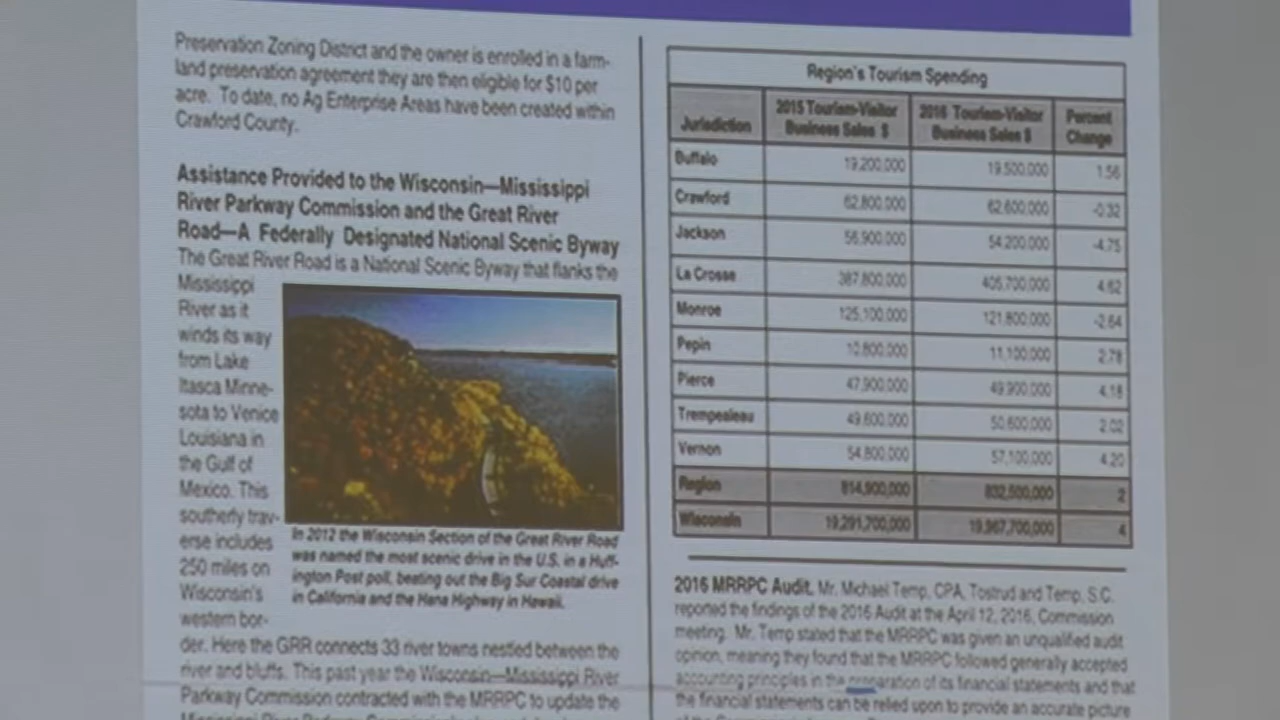 Preservation Zoning District and the owner is enrolled in a farm-
land preservation agreement they are then eligible for $10 per
acre. To date, no Ag Enterprise Areas have been created within
Crawford County.
Assistance Provided to the Wisconsin—Mississippi
River Parkway Commission and the Great River
Road—A Federally Designated National Scenic Byway
The Great River Road is a National Scenic Byway that flanks the
Mississippi
River as it
winds its way
from Lake
Itasca Minne-
sota to Venice
Louisiana in
the Gulf of
Mexico. This
southerly trav-
erse includes
250 miles on
Wisconsin's
western bor-
der. Here the GRR connects 33 river towns nestled between the
river and bluffs. This past year the Wisconsin—Mississippi River
Parkway Commission contracted with the MRRPC to update the
In 2012 the Wisconsin Section of the Great River Road
was named the most scenic drive in the U.S. in a Huff-
ington Post poll, beating out the Big Sur Coastal drive
in California and the Hana Highway in Hawaii.
Region's Tourism Spending
Jurisdiction 2015 Tourism-Visitor Business Sales $ 2016 Tourism-Visitor Business Sales $ Percent Change
Buffalo 19,200,000 19,500,000 1.56
Crawford 62,800,000 62,600,000 -0.32
Jackson 56,900,000 54,200,000 -4.75
La Crosse 387,800,000 405,700,000 4.62
Monroe 125,100,000 121,800,000 -2.64
Pepin 10,800,000 11,100,000 2.78
Pierce 47,900,000 49,900,000 4.18
Trempealeau 49,600,000 50,600,000 2.02
Vernon 54,800,000 57,100,000 4.20
Region 814,900,000 832,500,000 2
Wisconsin 19,291,700,000 19,967,700,000 4
2016 MRRPC Audit. Mr. Michael Temp, CPA, Tostrud and Temp, S.C.
reported the findings of the 2016 Audit at the April 12, 2016, Commission
meeting. Mr. Temp stated that the MRRPC was given an unqualified audit
opinion, meaning they found that the MRRPC followed generally accepted
accounting principles in the preparation of its financial statements and that
the financial statements can be relied upon to provide an accurate picture